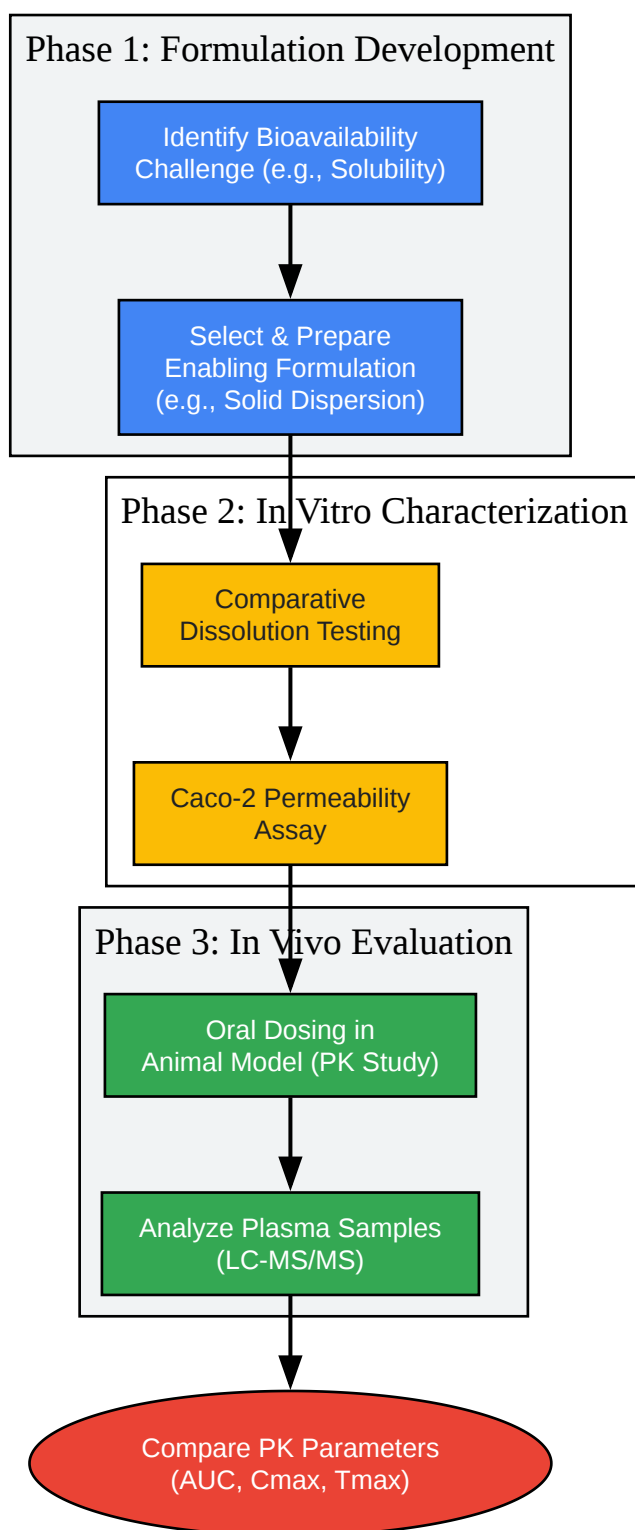 Phase 1: Formulation Development
Identify Bioavailability
Challenge (e.g., Solubility)
Select & Prepare
Enabling Formulation
(e.g., Solid Dispersion)
Phase 2: In Vitro Characterization
Comparative
Dissolution Testing
Caco-2 Permeability
Assay
Phase 3: In Vivo Evaluation
Oral Dosing in
Animal Model (PK Study)
Analyze Plasma Samples
(LC-MS/MS)
Compare PK Parameters
(AUC, Cmax, Tmax)